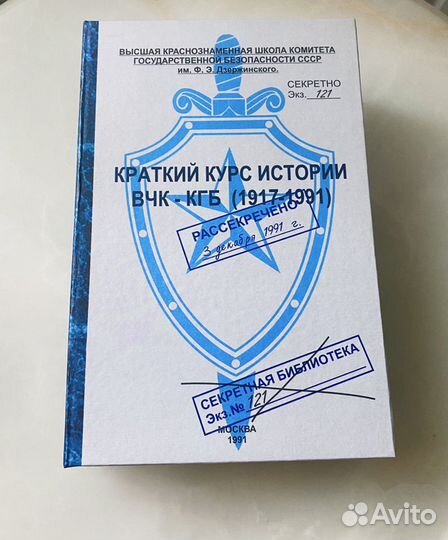 ВЫСШАЯ КРАСНОЗНАМЕННАЯ ШКОЛА КОМИТЕТА
ГОСУДАРСТВЕННОЙ БЕЗОПАСНОСТИ СССР
им. Ф. Э. Дзержинского.
СЕКРЕТНО
Экз. 121
КРАТКИЙ КУРС ИСТОРИИ
ВЧК - КГБ (1917-1991)
РАССЕКРЕЧЕНО
3 декабря 1991 г.
СЕКРЕТНАЯ БИБЛИОТЕКА
Экз.№ 121
МОСКВА
1991
Avito